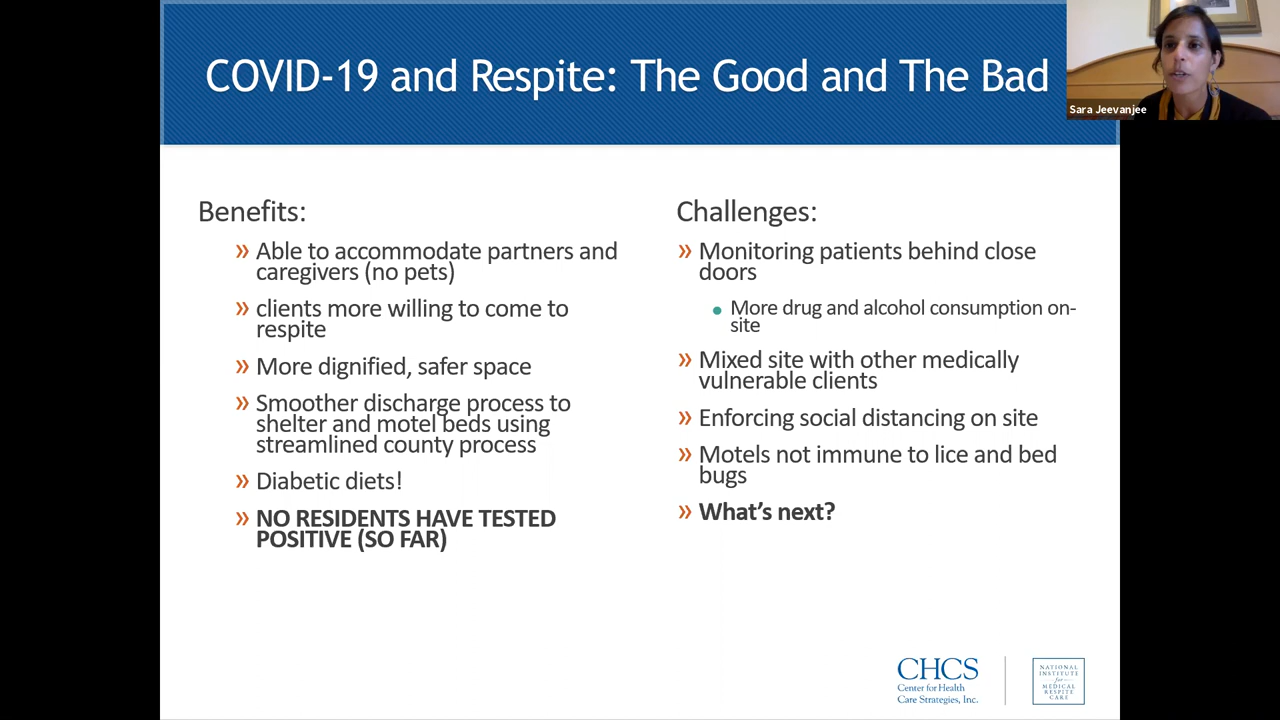 COVID-19 and Respite: The Good and The Bad
Sara Jeevanjee
Benefits:
» Able to accommodate partners and
caregivers (no pets)
» clients more willing to come to
respite
» More dignified, safer space
» Smoother discharge process to
shelter and motel beds using
streamlined county process
» Diabetic diets!
» NO RESIDENTS HAVE TESTED
POSITIVE (SO FAR)
Challenges:
» Monitoring patients behind close
doors
• More drug and alcohol consumption on-
site
» Mixed site with other medically
vulnerable clients
» Enforcing social distancing on site
» Motels not immune to lice and bed
bugs
» What’s next?
CHCS
Center for Health
Care Strategies, Inc.
NATIONAL
INSTITUTE
for
MEDICAL
RESPITE
CARE